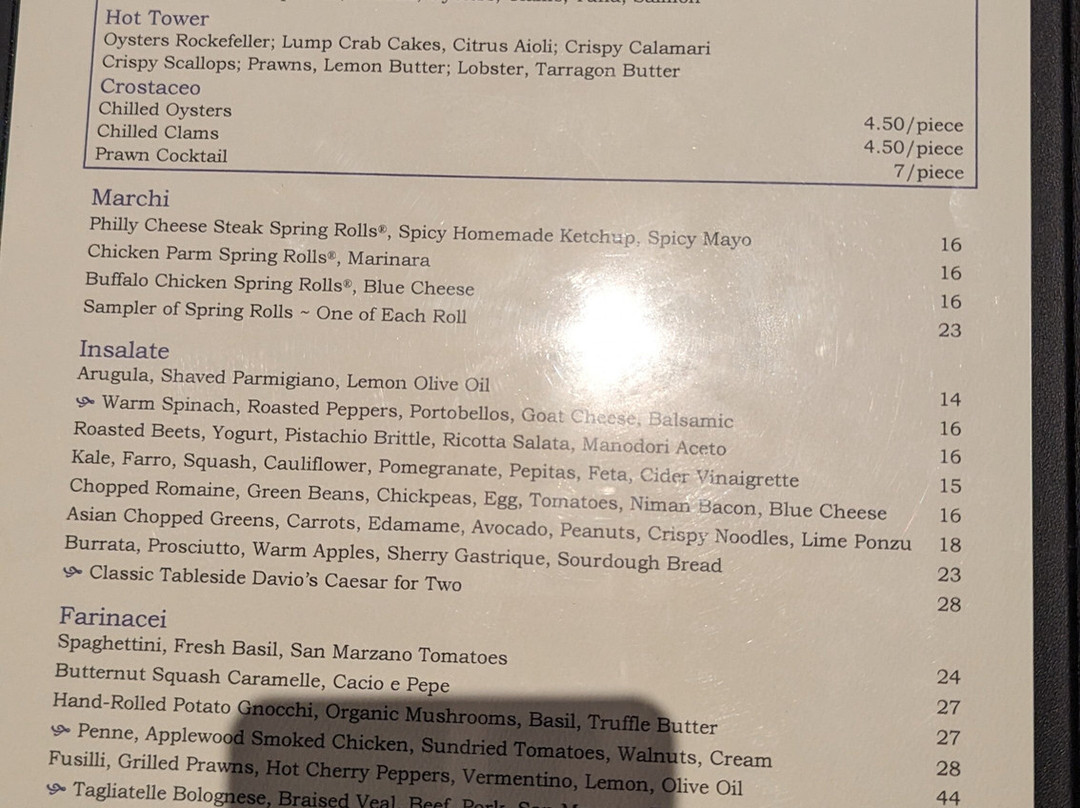 Hot Tower
Oysters Rockefeller; Lump Crab Cakes, Citrus Aioli; Crispy Calamari
Crispy Scallops; Prawns, Lemon Butter; Lobster, Tarragon Butter
Crostaceo
Chilled Oysters 4.50/piece
Chilled Clams 4.50/piece
Prawn Cocktail 7/piece
Marchi
Philly Cheese Steak Spring Rolls®, Spicy Homemade Ketchup, Spicy Mayo 16
Chicken Parm Spring Rolls®, Marinara 16
Buffalo Chicken Spring Rolls®, Blue Cheese 16
Sampler of Spring Rolls ~ One of Each Roll 23
Insalate
Arugula, Shaved Parmigiano, Lemon Olive Oil 14
Warm Spinach, Roasted Peppers, Portobellos, Goat Cheese, Balsamic 16
Roasted Beets, Yogurt, Pistachio Brittle, Ricotta Salata, Manodori Aceto 16
Kale, Farro, Squash, Cauliflower, Pomegranate, Pepitas, Feta, Cider Vinaigrette 15
Chopped Romaine, Green Beans, Chickpeas, Egg, Tomatoes, Niman Bacon, Blue Cheese 16
Asian Chopped Greens, Carrots, Edamame, Avocado, Peanuts, Crispy Noodles, Lime Ponzu 18
Burrata, Prosciutto, Warm Apples, Sherry Gastrique, Sourdough Bread 23
Classic Tableside Davio's Caesar for Two 28
Farinacei
Spaghettini, Fresh Basil, San Marzano Tomatoes 24
Butternut Squash Caramelle, Cacio e Pepe 27
Hand-Rolled Potato Gnocchi, Organic Mushrooms, Basil, Truffle Butter 27
Penne, Applewood Smoked Chicken, Sundried Tomatoes, Walnuts, Cream 28
Fusilli, Grilled Prawns, Hot Cherry Peppers, Vermentino, Lemon, Olive Oil 44
Tagliatelle Bolognese, Braised Veal, Beef, Pork, San